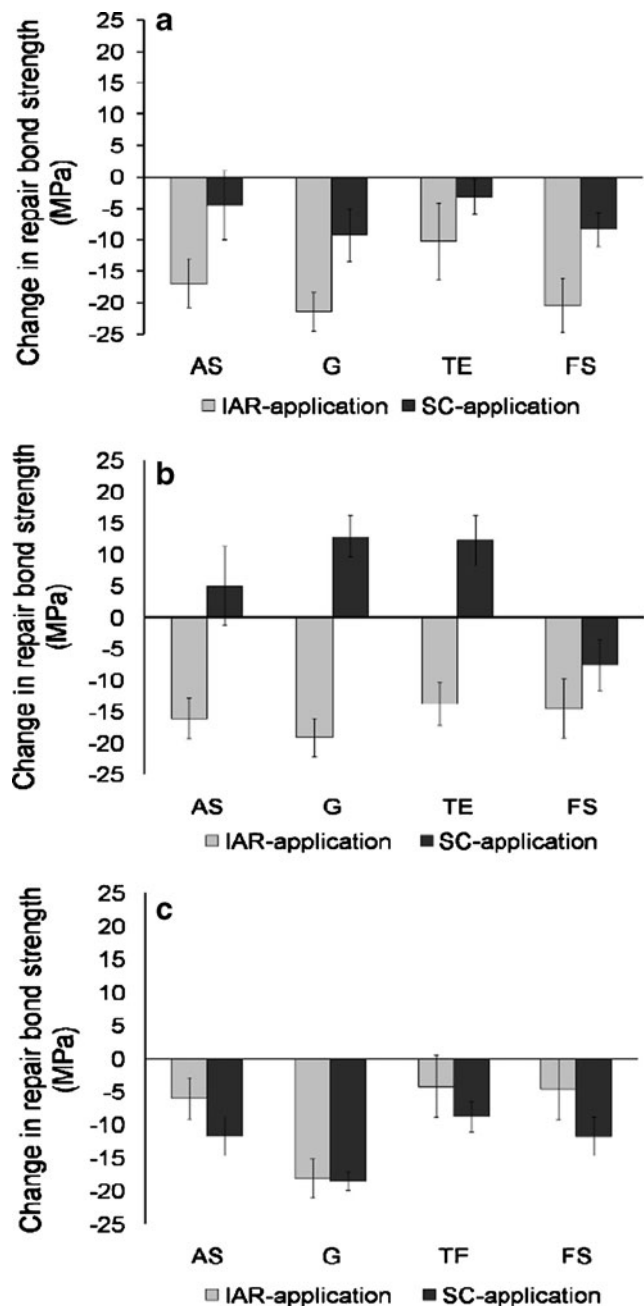 a
Change in repair bond strength
(MPa)
25
20
15
10
5
0
-5
-10
-15
-20
-25
AS G TE FS
IAR-application SC-application
b
Change in repair bond strength
(MPa)
25
20
15
10
5
0
-5
-10
-15
-20
-25
AS G TE FS
IAR-application SC-application
c
Change in repair bond strength
(MPa)
25
20
15
10
5
0
-5
-10
-15
-20
-25
AS G TF FS
IAR-application SC-application